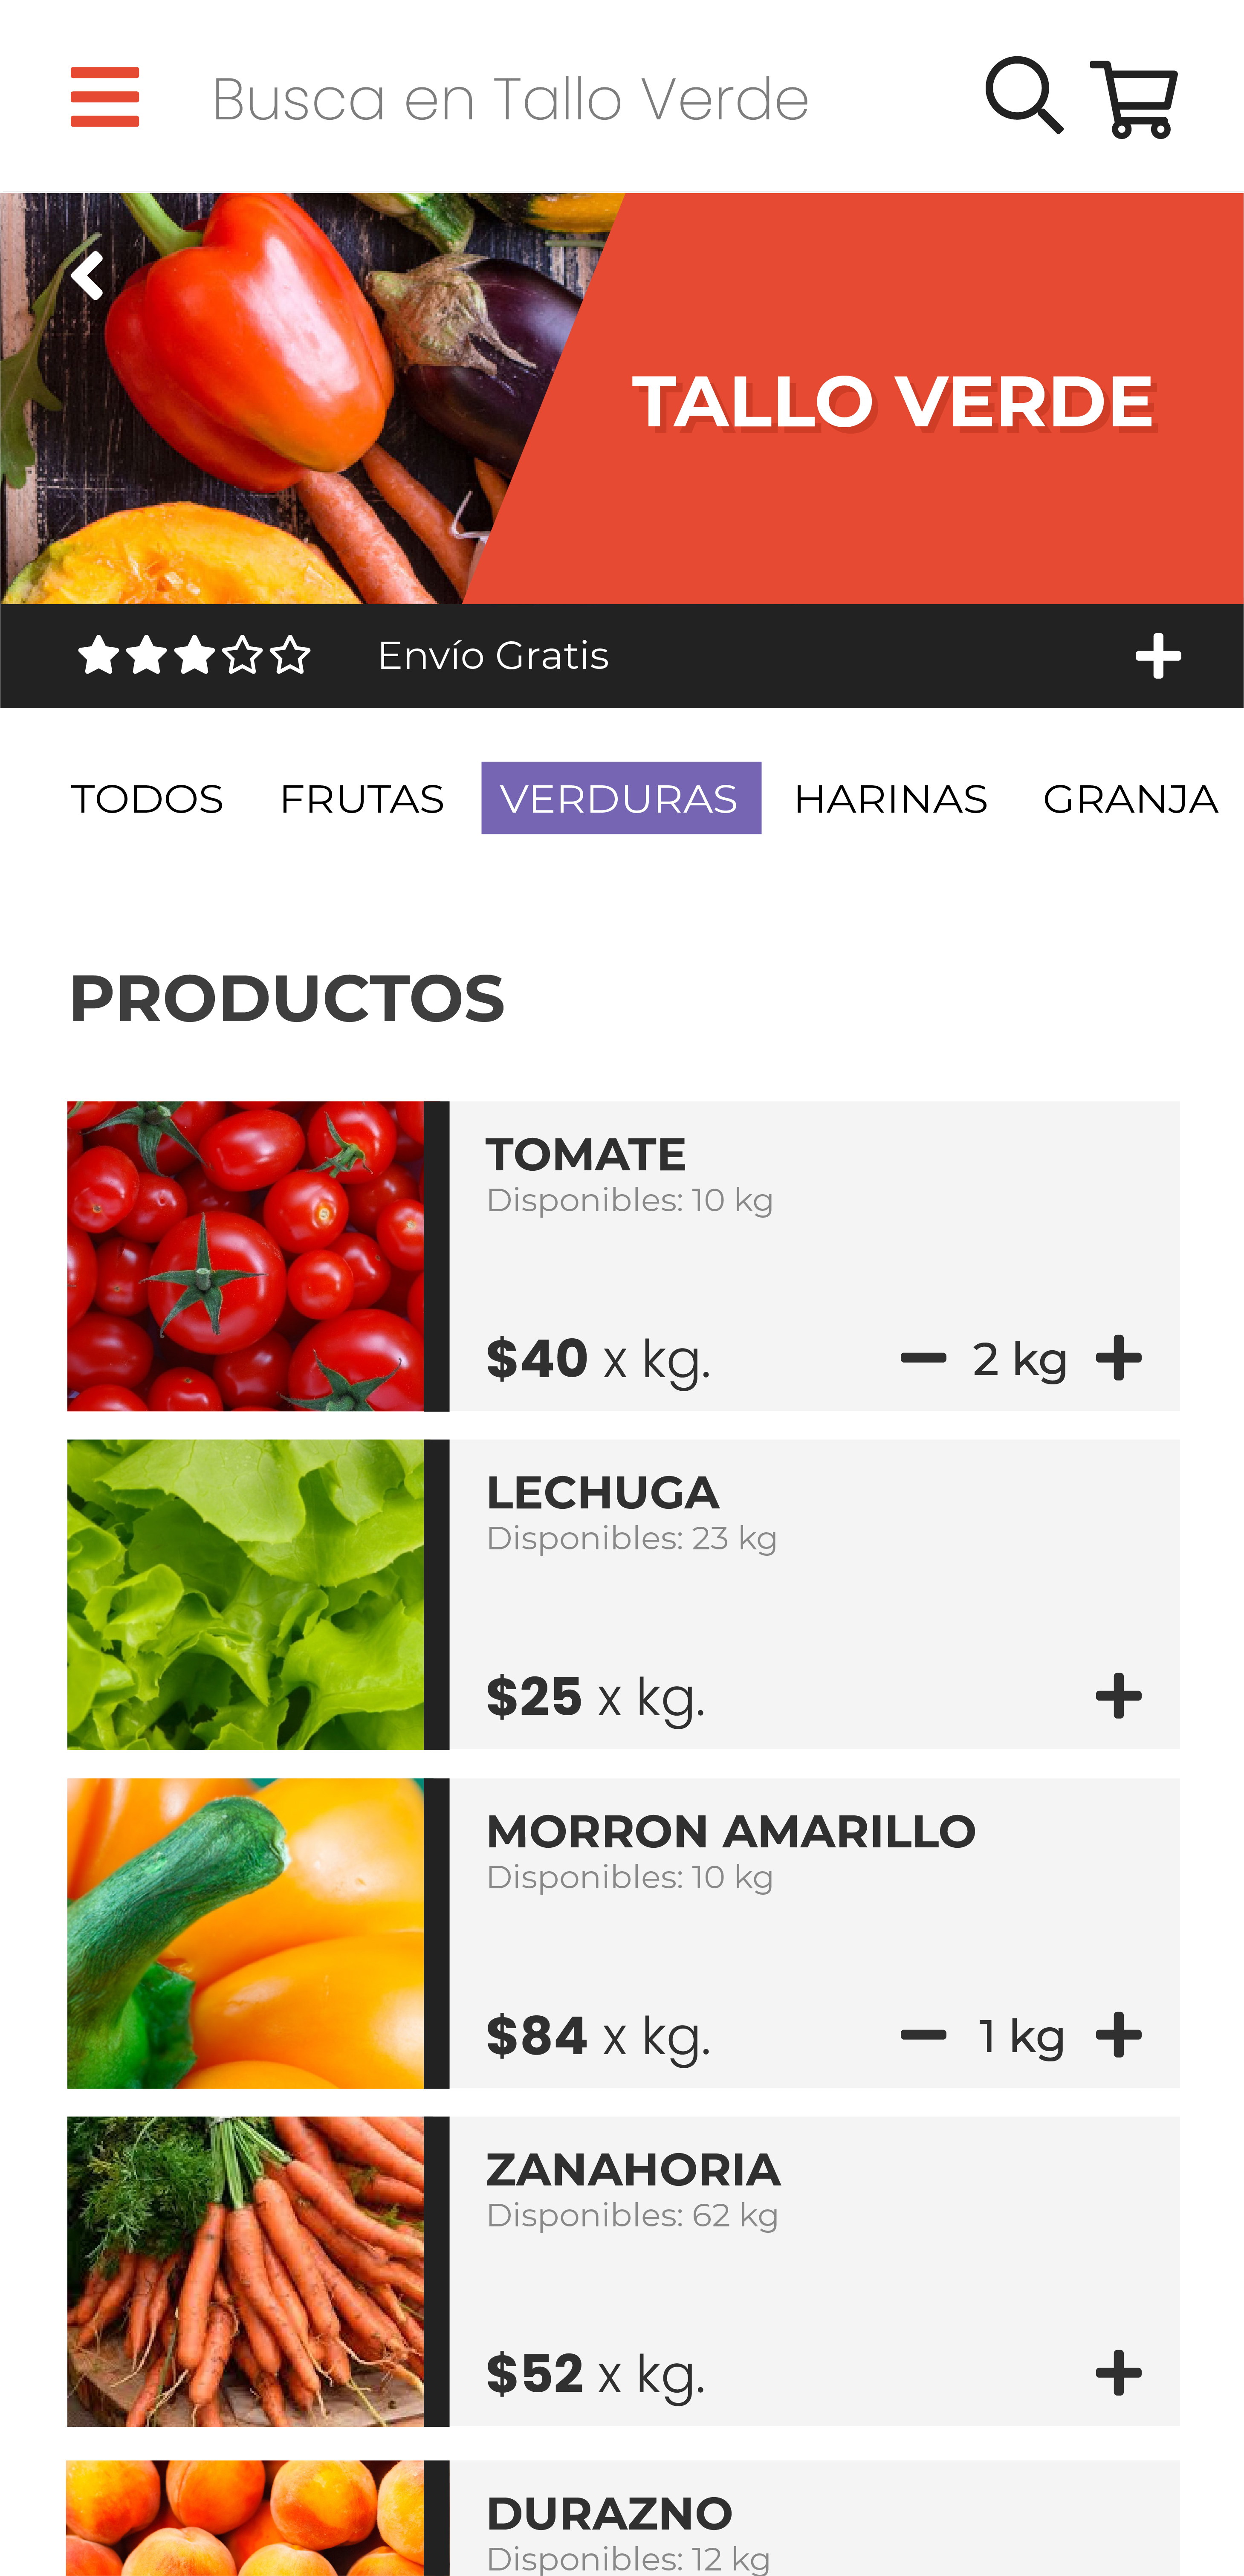 Busca en Tallo Verde
TALLO VERDE
Envío Gratis
TODOS FRUTAS VERDURAS HARINAS GRANJA
PRODUCTOS
TOMATE
Disponibles: 10 kg
$40 x kg. 2 kg
LECHUGA
Disponibles: 23 kg
$25 x kg.
MORRON AMARILLO
Disponibles: 10 kg
$84 x kg. 1 kg
ZANAHORIA
Disponibles: 62 kg
$52 x kg.
DURAZNO
Disponibles: 12 kg